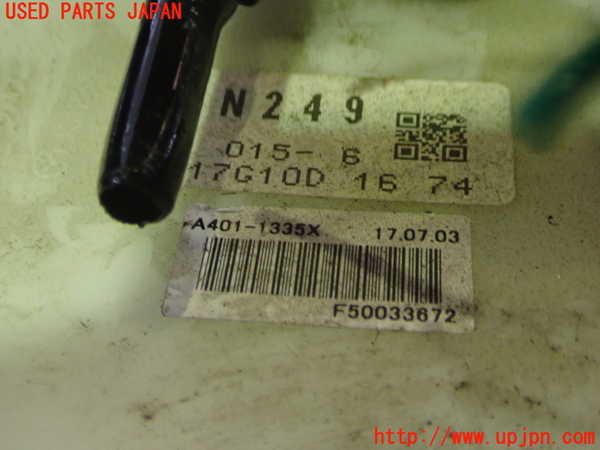 USED PARTS JAPAN
N249
015- 6
17G10D 16 74
A401-1335X 17.07.03
F50033672
http://www.upjpn.com/